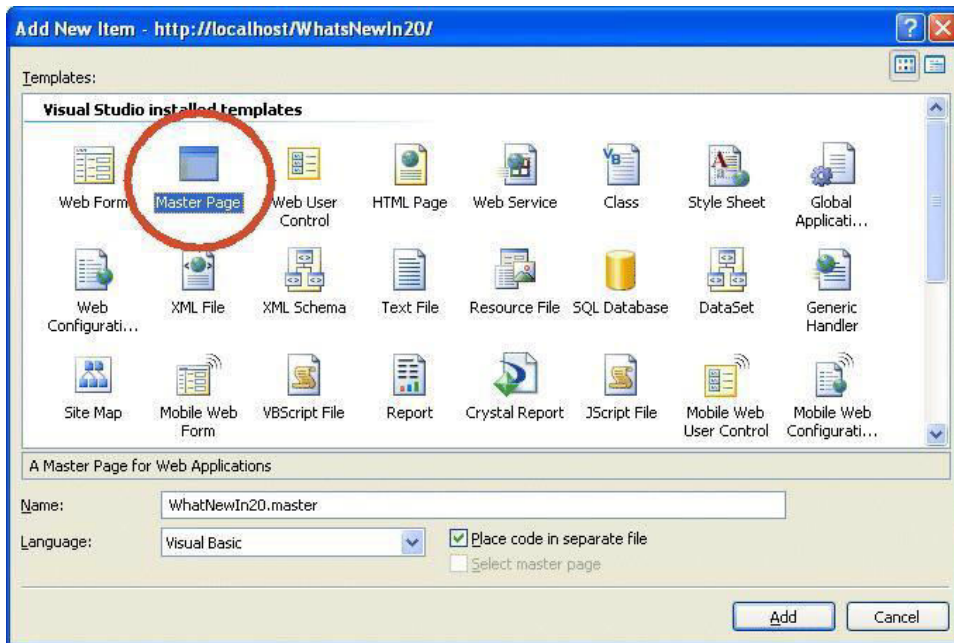 Add New Item - http://localhost/WhatsNewIn20/
Templates:
Visual Studio installed templates
Web Form
Master Page
Web User
Control
HTML Page
Web Service
VB
Class
A
Style Sheet
Global
Applicati...
Web
Configurati...
XML File
XML Schema
Text File
Resource File
SQL Database
DataSet
Generic
Handler
Site Map
Mobile Web
Form
VBScript File
Report
Crystal Report
JScript File
Mobile Web
User Control
Mobile Web
Configurati...
A Master Page for Web Applications
Name:
WhatNewIn20.master
Language:
Visual Basic
Place code in separate file
Select master page
Add
Cancel